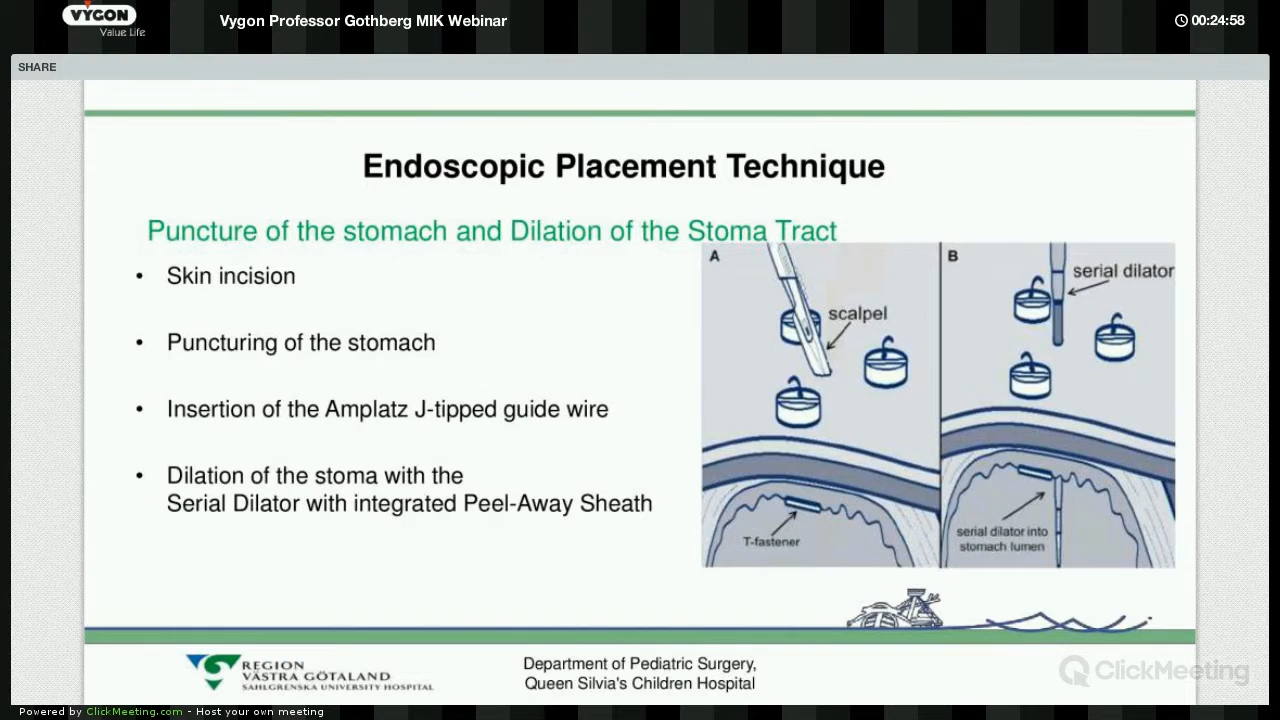 VYGON
Value Life
Vygon Professor Gothberg MIK Webinar
00:24:58
SHARE
Endoscopic Placement Technique
Puncture of the stomach and Dilation of the Stoma Tract
• Skin incision
• Puncturing of the stomach
• Insertion of the Amplatz J-tipped guide wire
• Dilation of the stoma with the
Serial Dilator with integrated Peel-Away Sheath
A
scalpel
T-fastener
B
serial dilator
serial dilator into
stomach lumen
REGION
VÄSTRA GÖTALAND
SAHLGRENSKA UNIVERSITY HOSPITAL
Department of Pediatric Surgery,
Queen Silvia's Children Hospital
ClickMeeting
Powered by ClickMeeting.com - Host your own meeting